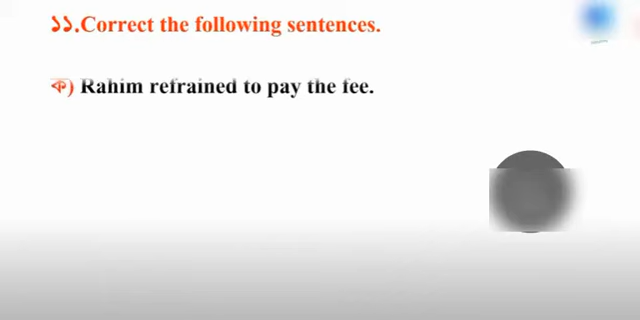 ১১.Correct the following sentences.
ক) Rahim refrained to pay the fee.